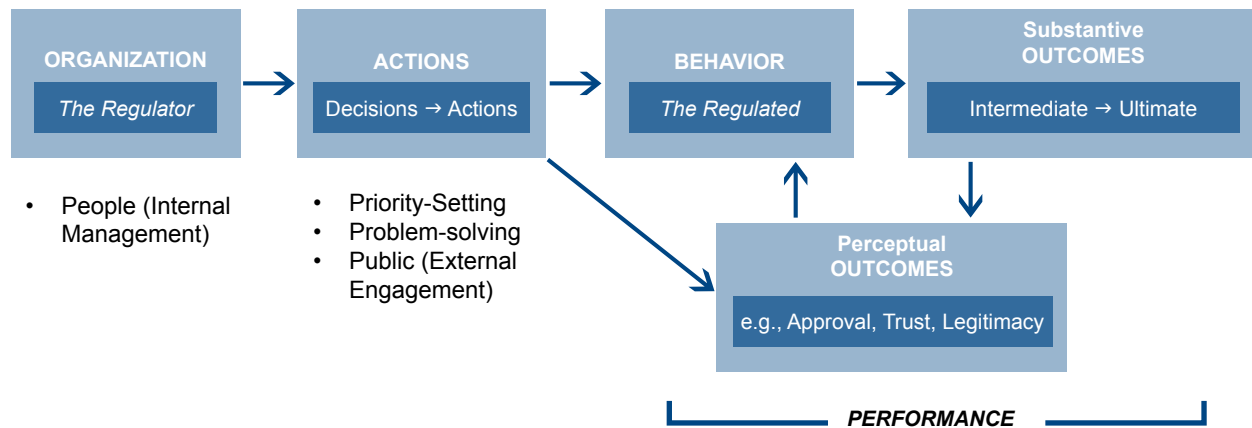 ORGANIZATION
The Regulator
ACTIONS
Decisions → Actions
BEHAVIOR
The Regulated
Substantive
OUTCOMES
Intermediate → Ultimate
• People (Internal
Management)
• Priority-Setting
• Problem-solving
• Public (External
Engagement)
Perceptual
OUTCOMES
e.g., Approval, Trust, Legitimacy
PERFORMANCE